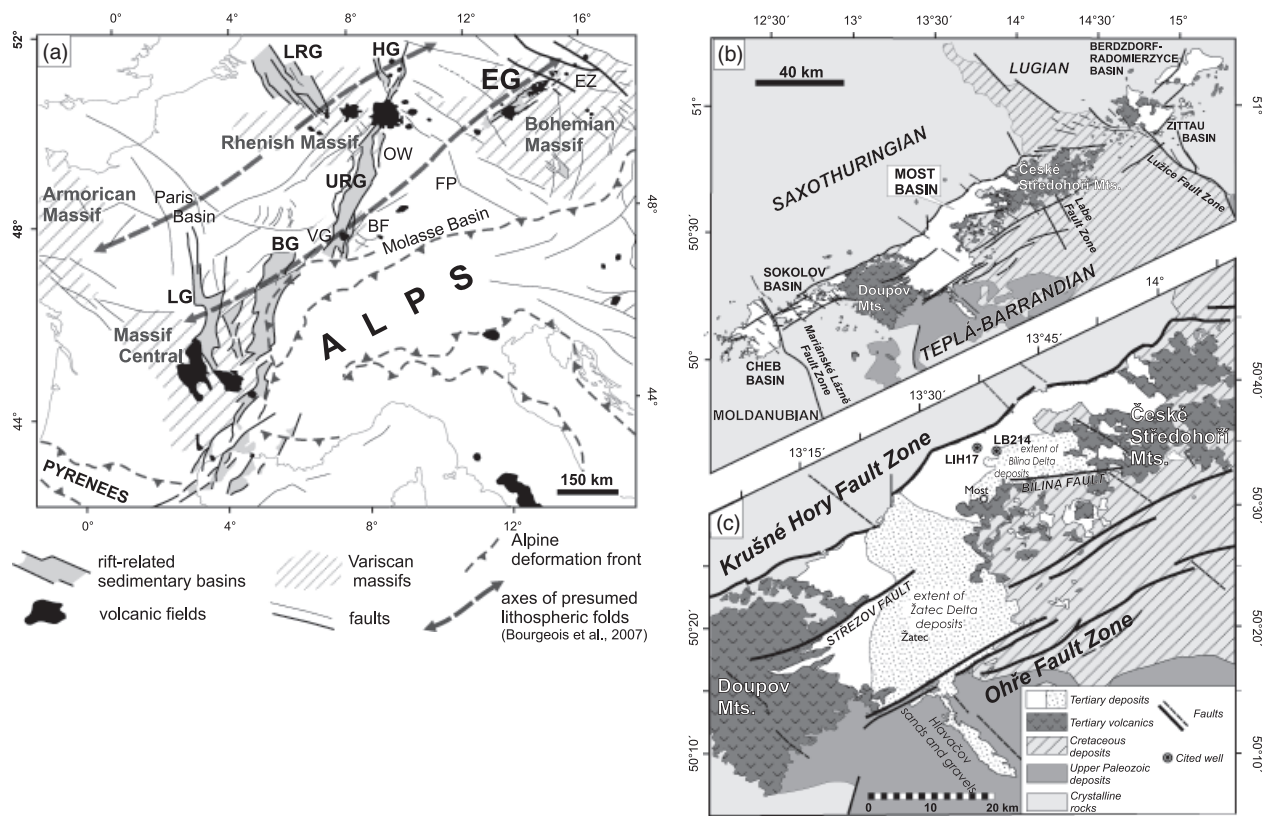 0°
4°
8°
12°
16°
52°
48°
44°
48°
44°
(a)
LRG
HG
EG
EZ
Rhenish Massif
Bohemian
Massif
OW
URG
FP
Armorican
Massif
Paris
Basin
VG
BF
BG
Molasse Basin
LG
ALPS
Massif
Central
PYRENEES
150 km
0°
4°
8°
12°
rift-related
sedimentary basins
Variscan
massifs
Alpine
deformation front
volcanic fields
faults
axes of presumed
lithospheric folds
(Bourgeois et al., 2007)
12°30´
13°
13°30´
14°
14°30´
15°
(b)
40 km
BERDZDORF-
RADOMIERZYCE
BASIN
LUGIAN
51°
51°
ZITTAU
BASIN
SAXOTHURINGIAN
MOST
BASIN
České
Středohoří Mts.
Lužice Fault Zone
Labe
Fault Zone
50°30´
SOKOLOV
BASIN
Doupov
Mts.
TEPLÁ-BARRANDIAN
50°
CHEB
BASIN
Mariánské Lázně
Fault Zone
MOLDANUBIAN
14°
13°45´
13°30´
13°15´
50°40´
50°30´
50°20´
50°10´
50°20´
50°10´
České
Středohoří
Mts.
LB214
LIH17
extent of
Bílina Delta
deposits
Most
BÍLINA FAULT
Krušné Hory Fault Zone
(c)
STREZOV FAULT
extent of
Žatec Delta
deposits
Žatec
Ohře Fault Zone
Doupov
Mts.
Hlavačov
sands and gravels
0 10 20 km
Tertiary deposits
Tertiary volcanics
Cretaceous
deposits
Upper Paleozoic
deposits
Crystalline
rocks
Faults
Cited well